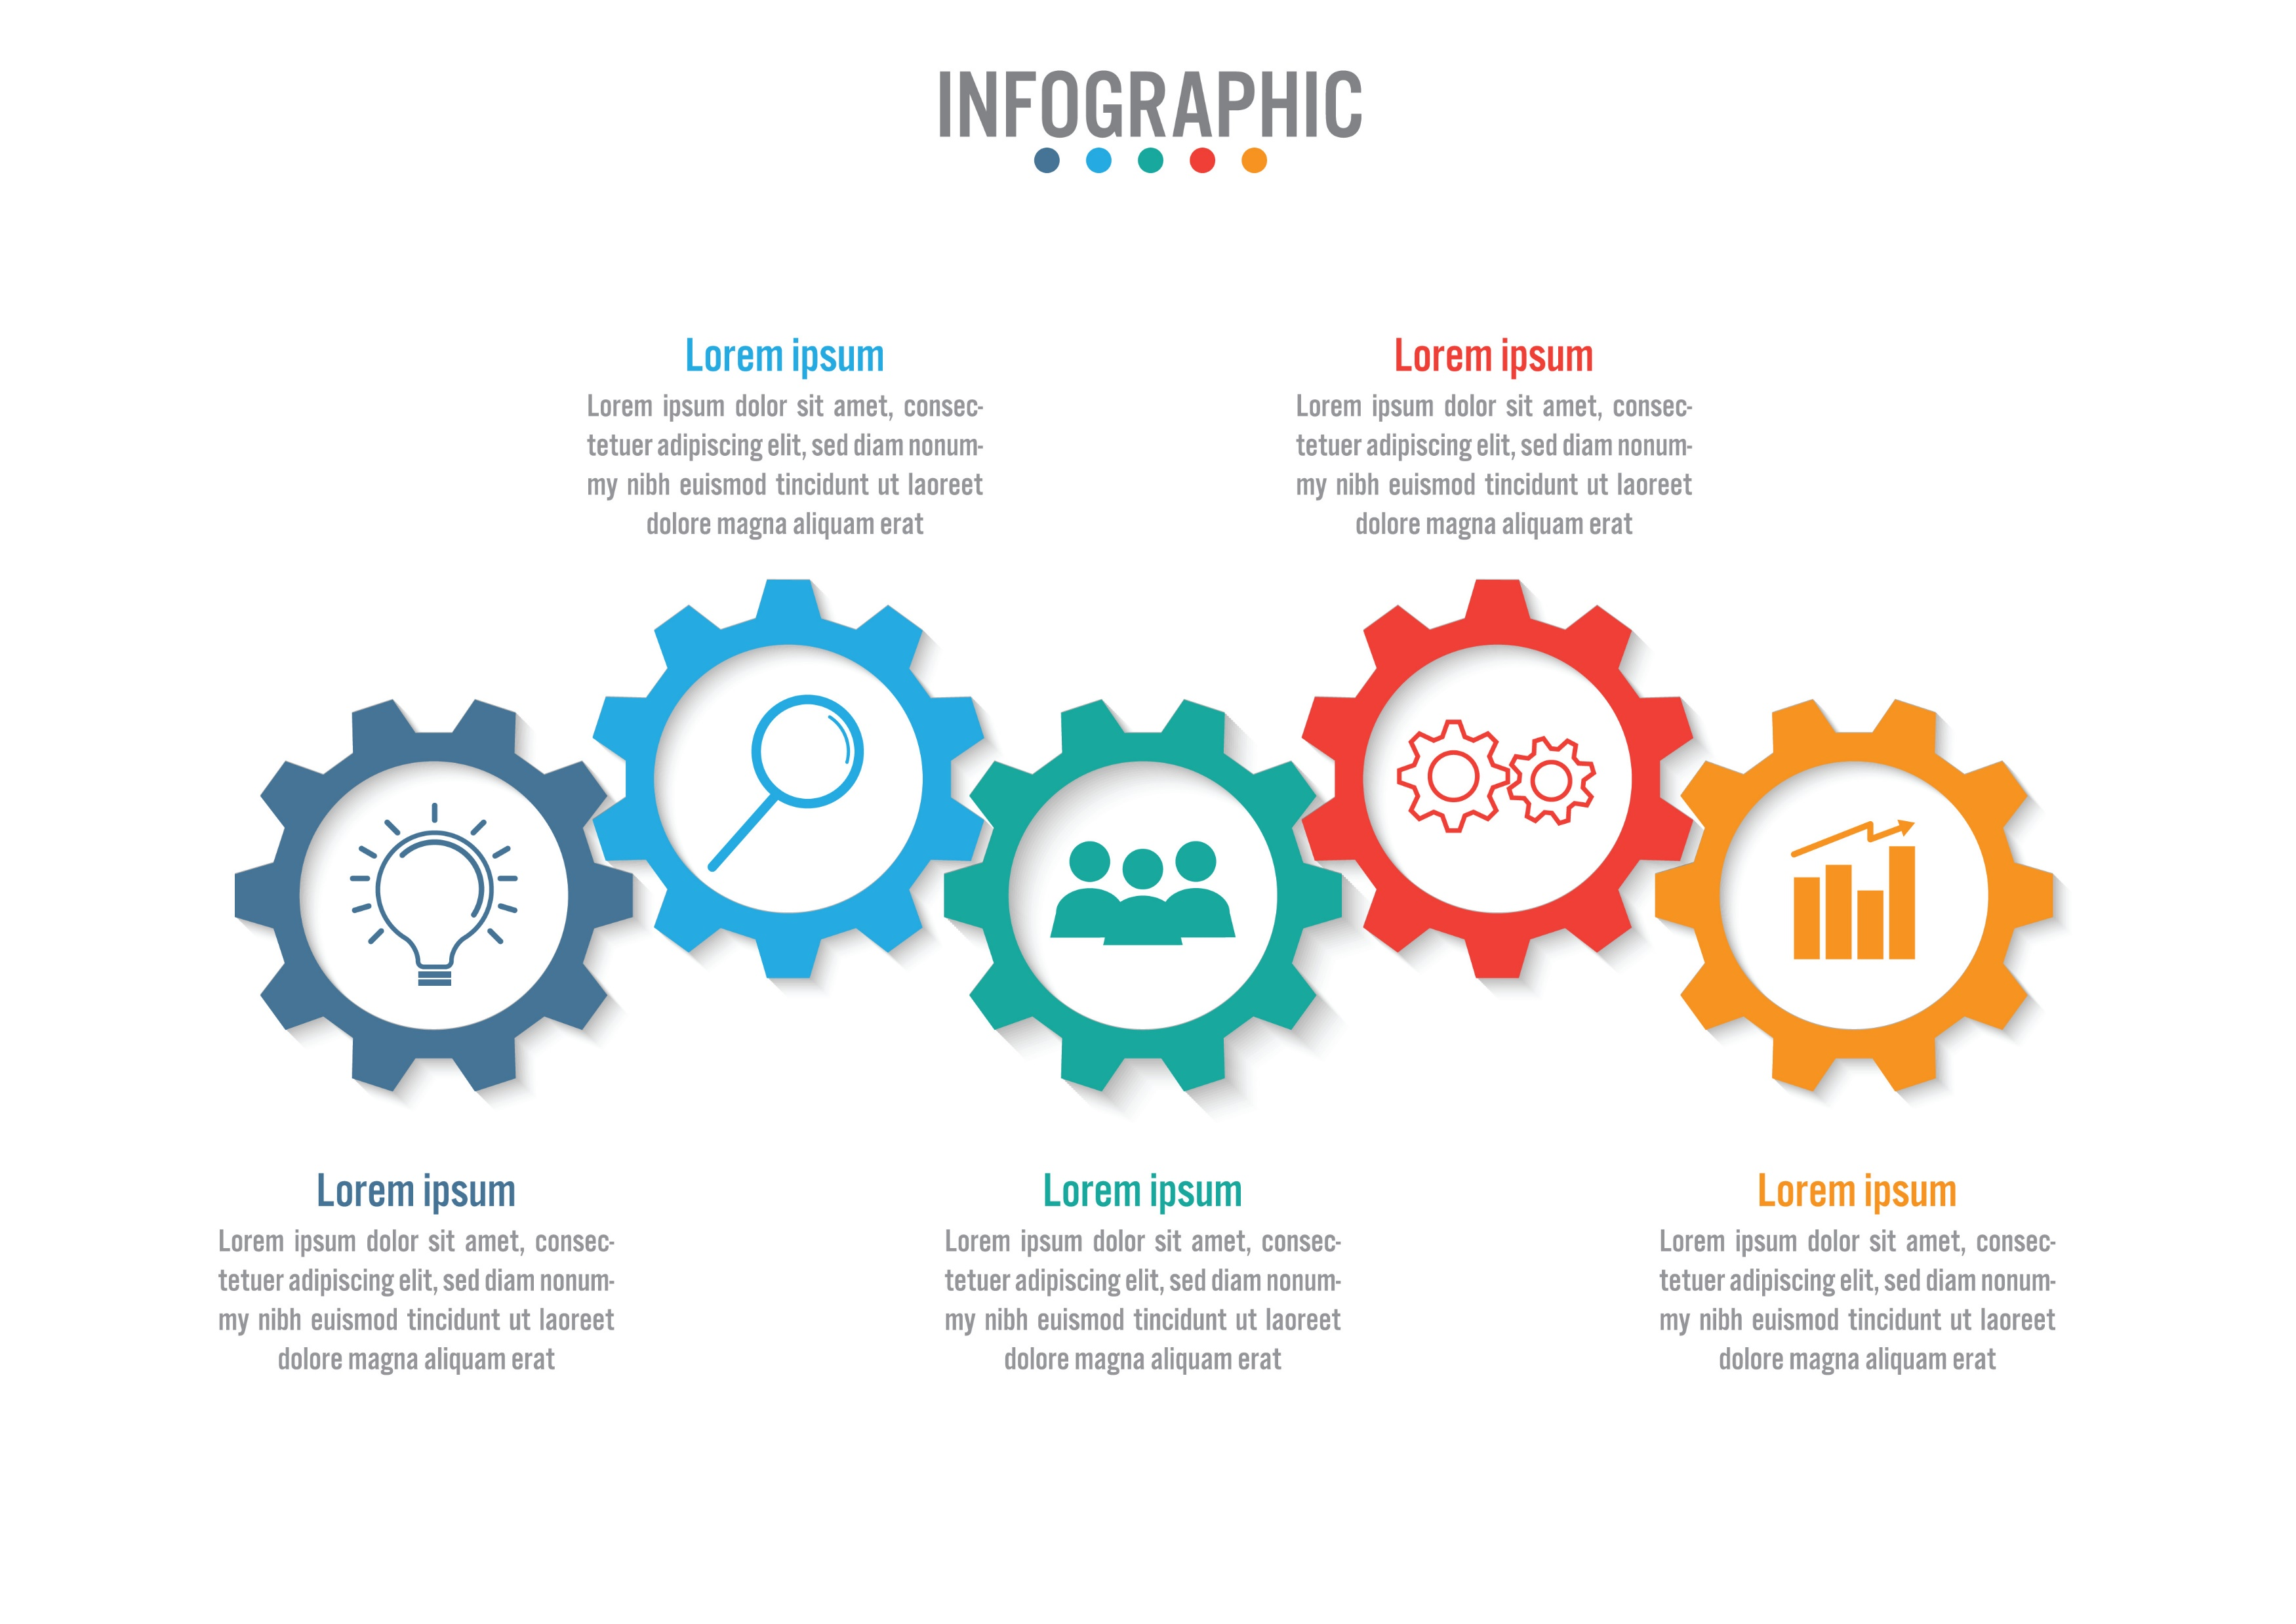 INFOGRAPHIC
Lorem ipsum
Lorem ipsum dolor sit amet, consec-
tetuer adipiscing elit, sed diam nonum-
my nibh euismod tincidunt ut laoreet
dolore magna aliquam erat
Lorem ipsum
Lorem ipsum dolor sit amet, consec-
tetuer adipiscing elit, sed diam nonum-
my nibh euismod tincidunt ut laoreet
dolore magna aliquam erat
Lorem ipsum
Lorem ipsum dolor sit amet, consec-
tetuer adipiscing elit, sed diam nonum-
my nibh euismod tincidunt ut laoreet
dolore magna aliquam erat
Lorem ipsum
Lorem ipsum dolor sit amet, consec-
tetuer adipiscing elit, sed diam nonum-
my nibh euismod tincidunt ut laoreet
dolore magna aliquam erat
Lorem ipsum
Lorem ipsum dolor sit amet, consec-
tetuer adipiscing elit, sed diam nonum-
my nibh euismod tincidunt ut laoreet
dolore magna aliquam erat